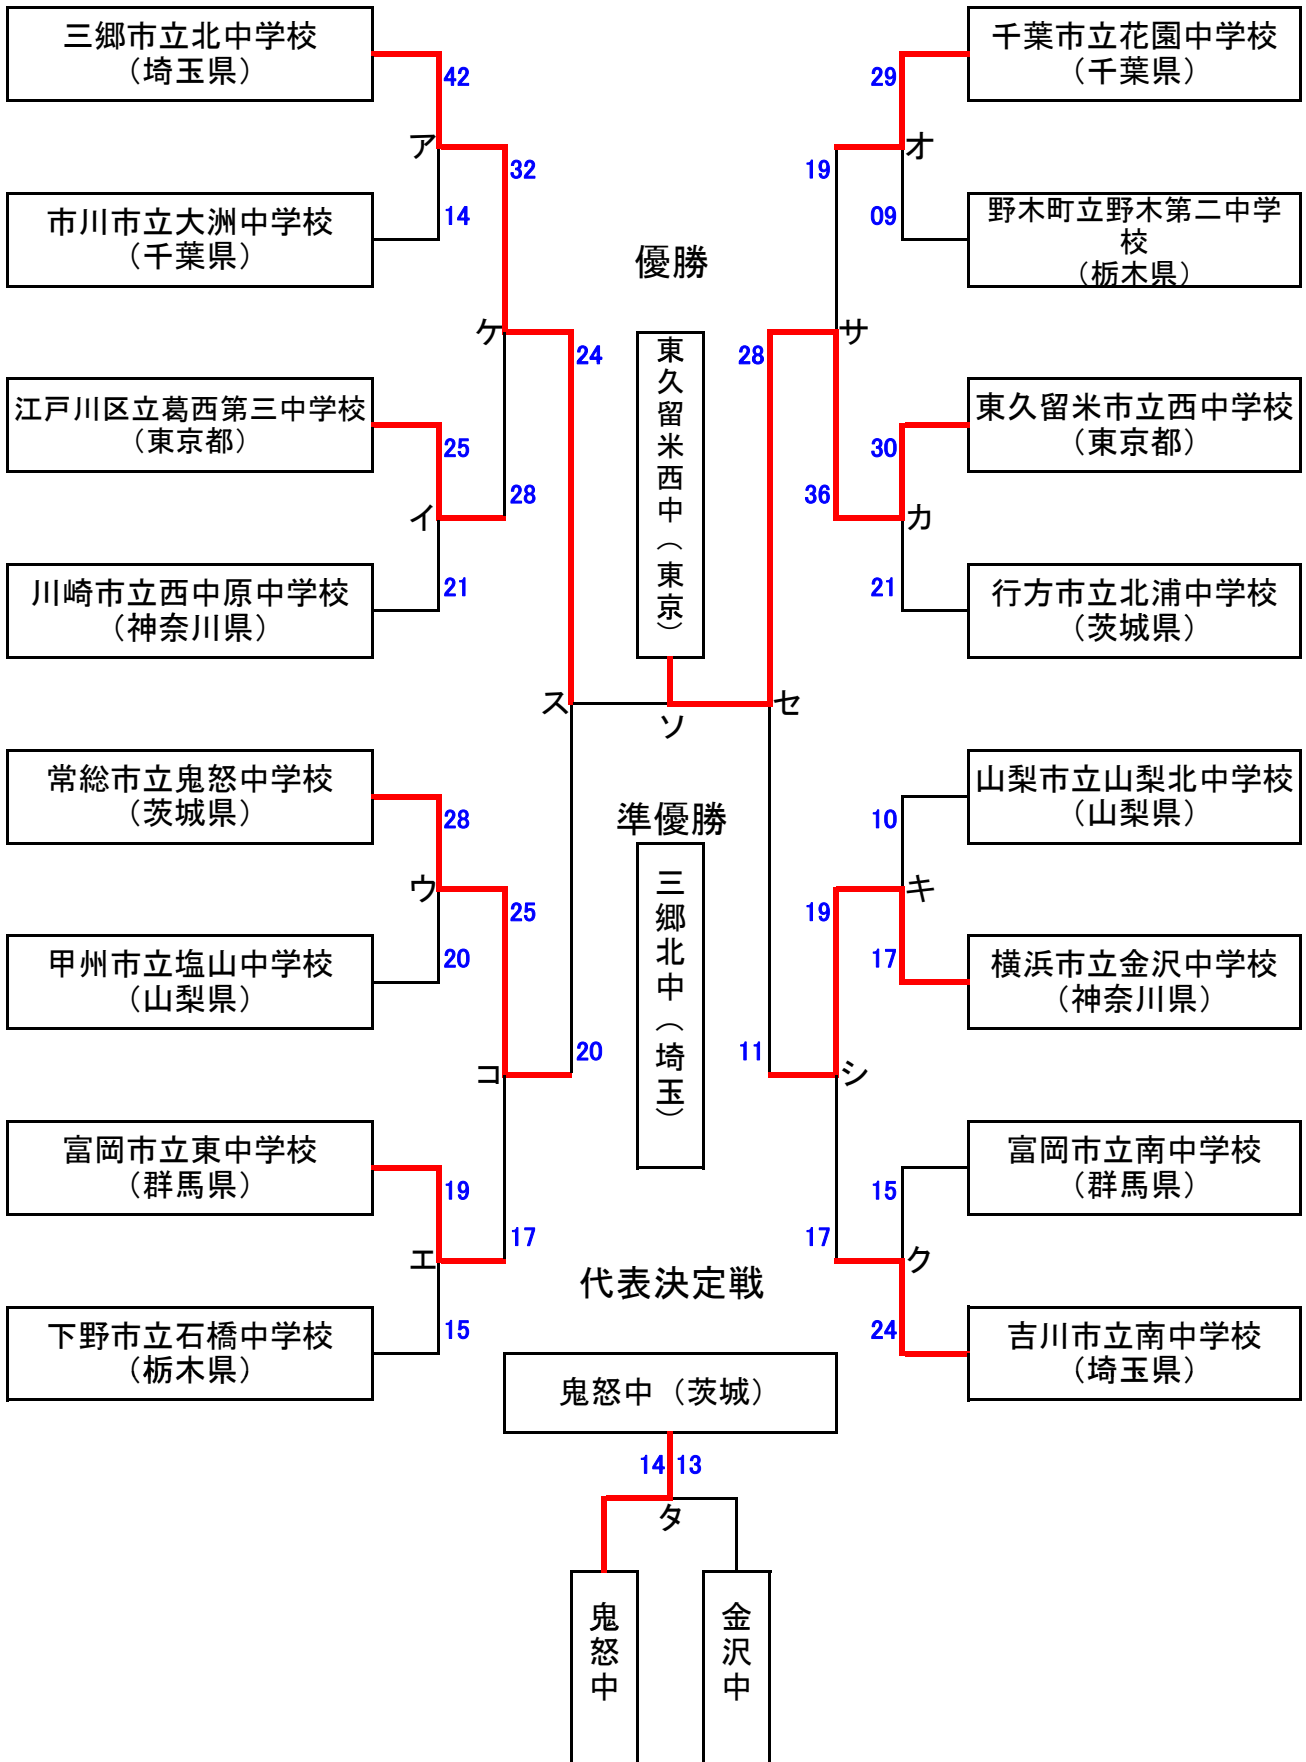 三郷市立北中学校
（埼玉県）
42
ア
32
14
市川市立大洲中学校
（千葉県）
ケ
24
江戸川区立葛西第三中学校
（東京都）
25
イ
28
21
川崎市立西中原中学校
（神奈川県）
ス
常総市立鬼怒中学校
（茨城県）
28
ウ
25
20
甲州市立塩山中学校
（山梨県）
コ
20
富岡市立東中学校
（群馬県）
19
エ
17
15
下野市立石橋中学校
（栃木県）
優勝
東久留米西中（東京）
ソ
準優勝
三郷北中（埼玉）
千葉市立花園中学校
（千葉県）
29
オ
19
09
野木町立野木第二中学
校
（栃木県）
サ
28
東久留米市立西中学校
（東京都）
30
カ
36
21
行方市立北浦中学校
（茨城県）
セ
山梨市立山梨北中学校
（山梨県）
10
キ
19
17
横浜市立金沢中学校
（神奈川県）
シ
11
富岡市立南中学校
（群馬県）
15
ク
17
24
吉川市立南中学校
（埼玉県）
代表決定戦
鬼怒中（茨城）
14
13
タ
鬼怒中
金沢中